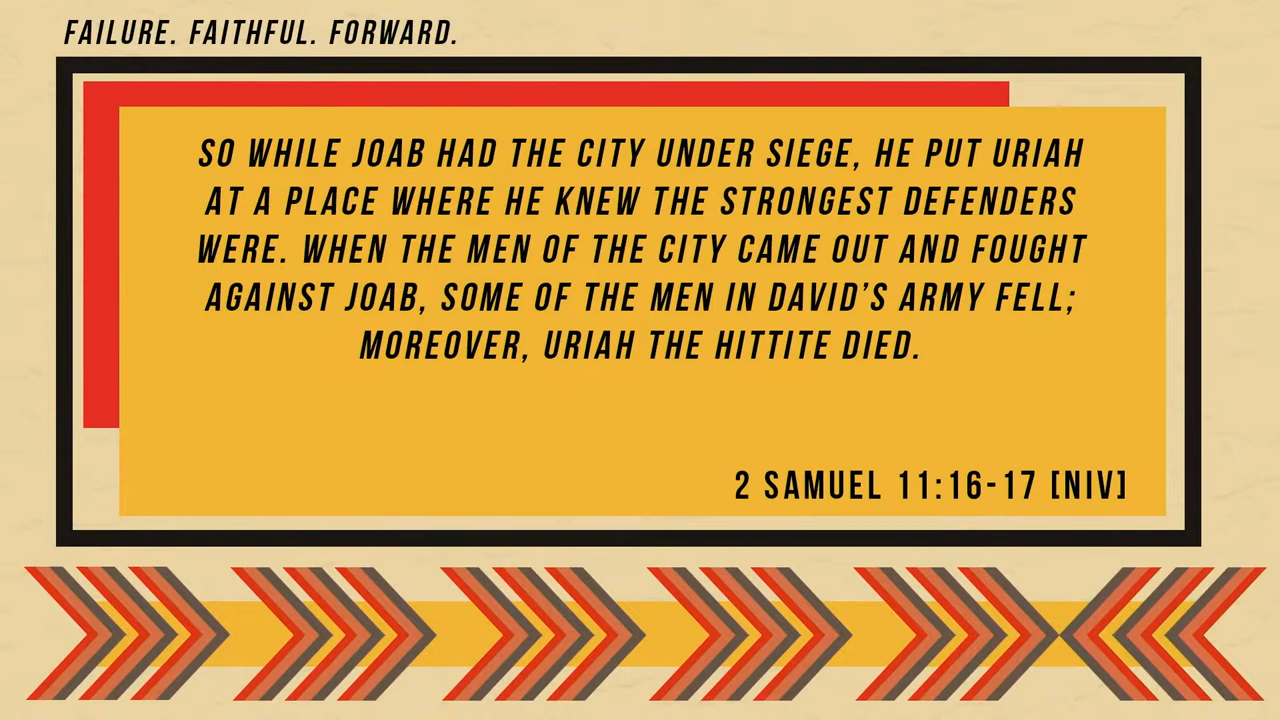 FAILURE. FAITHFUL. FORWARD.
SO WHILE JOAB HAD THE CITY UNDER SIEGE, HE PUT URIAH
AT A PLACE WHERE HE KNEW THE STRONGEST DEFENDERS
WERE. WHEN THE MEN OF THE CITY CAME OUT AND FOUGHT
AGAINST JOAB, SOME OF THE MEN IN DAVID’S ARMY FELL;
MOREOVER, URIAH THE HITTITE DIED.
2 SAMUEL 11:16-17 [NIV]